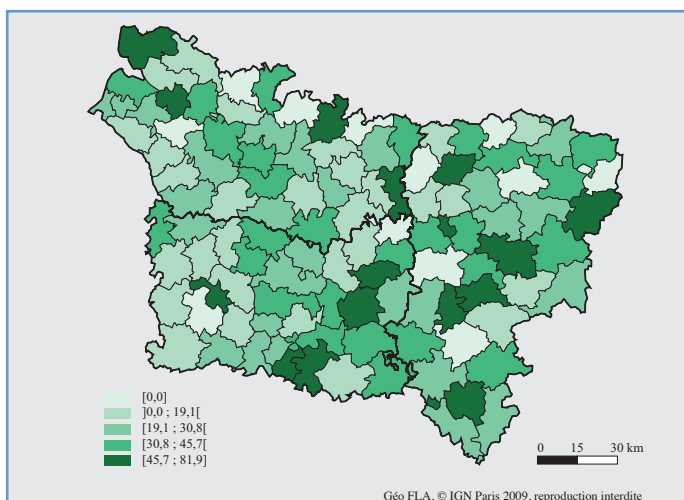 [0,0]
]0,0 ; 19,1[
[19,1 ; 30,8[
[30,8 ; 45,7[
[45,7 ; 81,9]
0 15 30 km
Géo FLA, © IGN Paris 2009, reproduction interdite